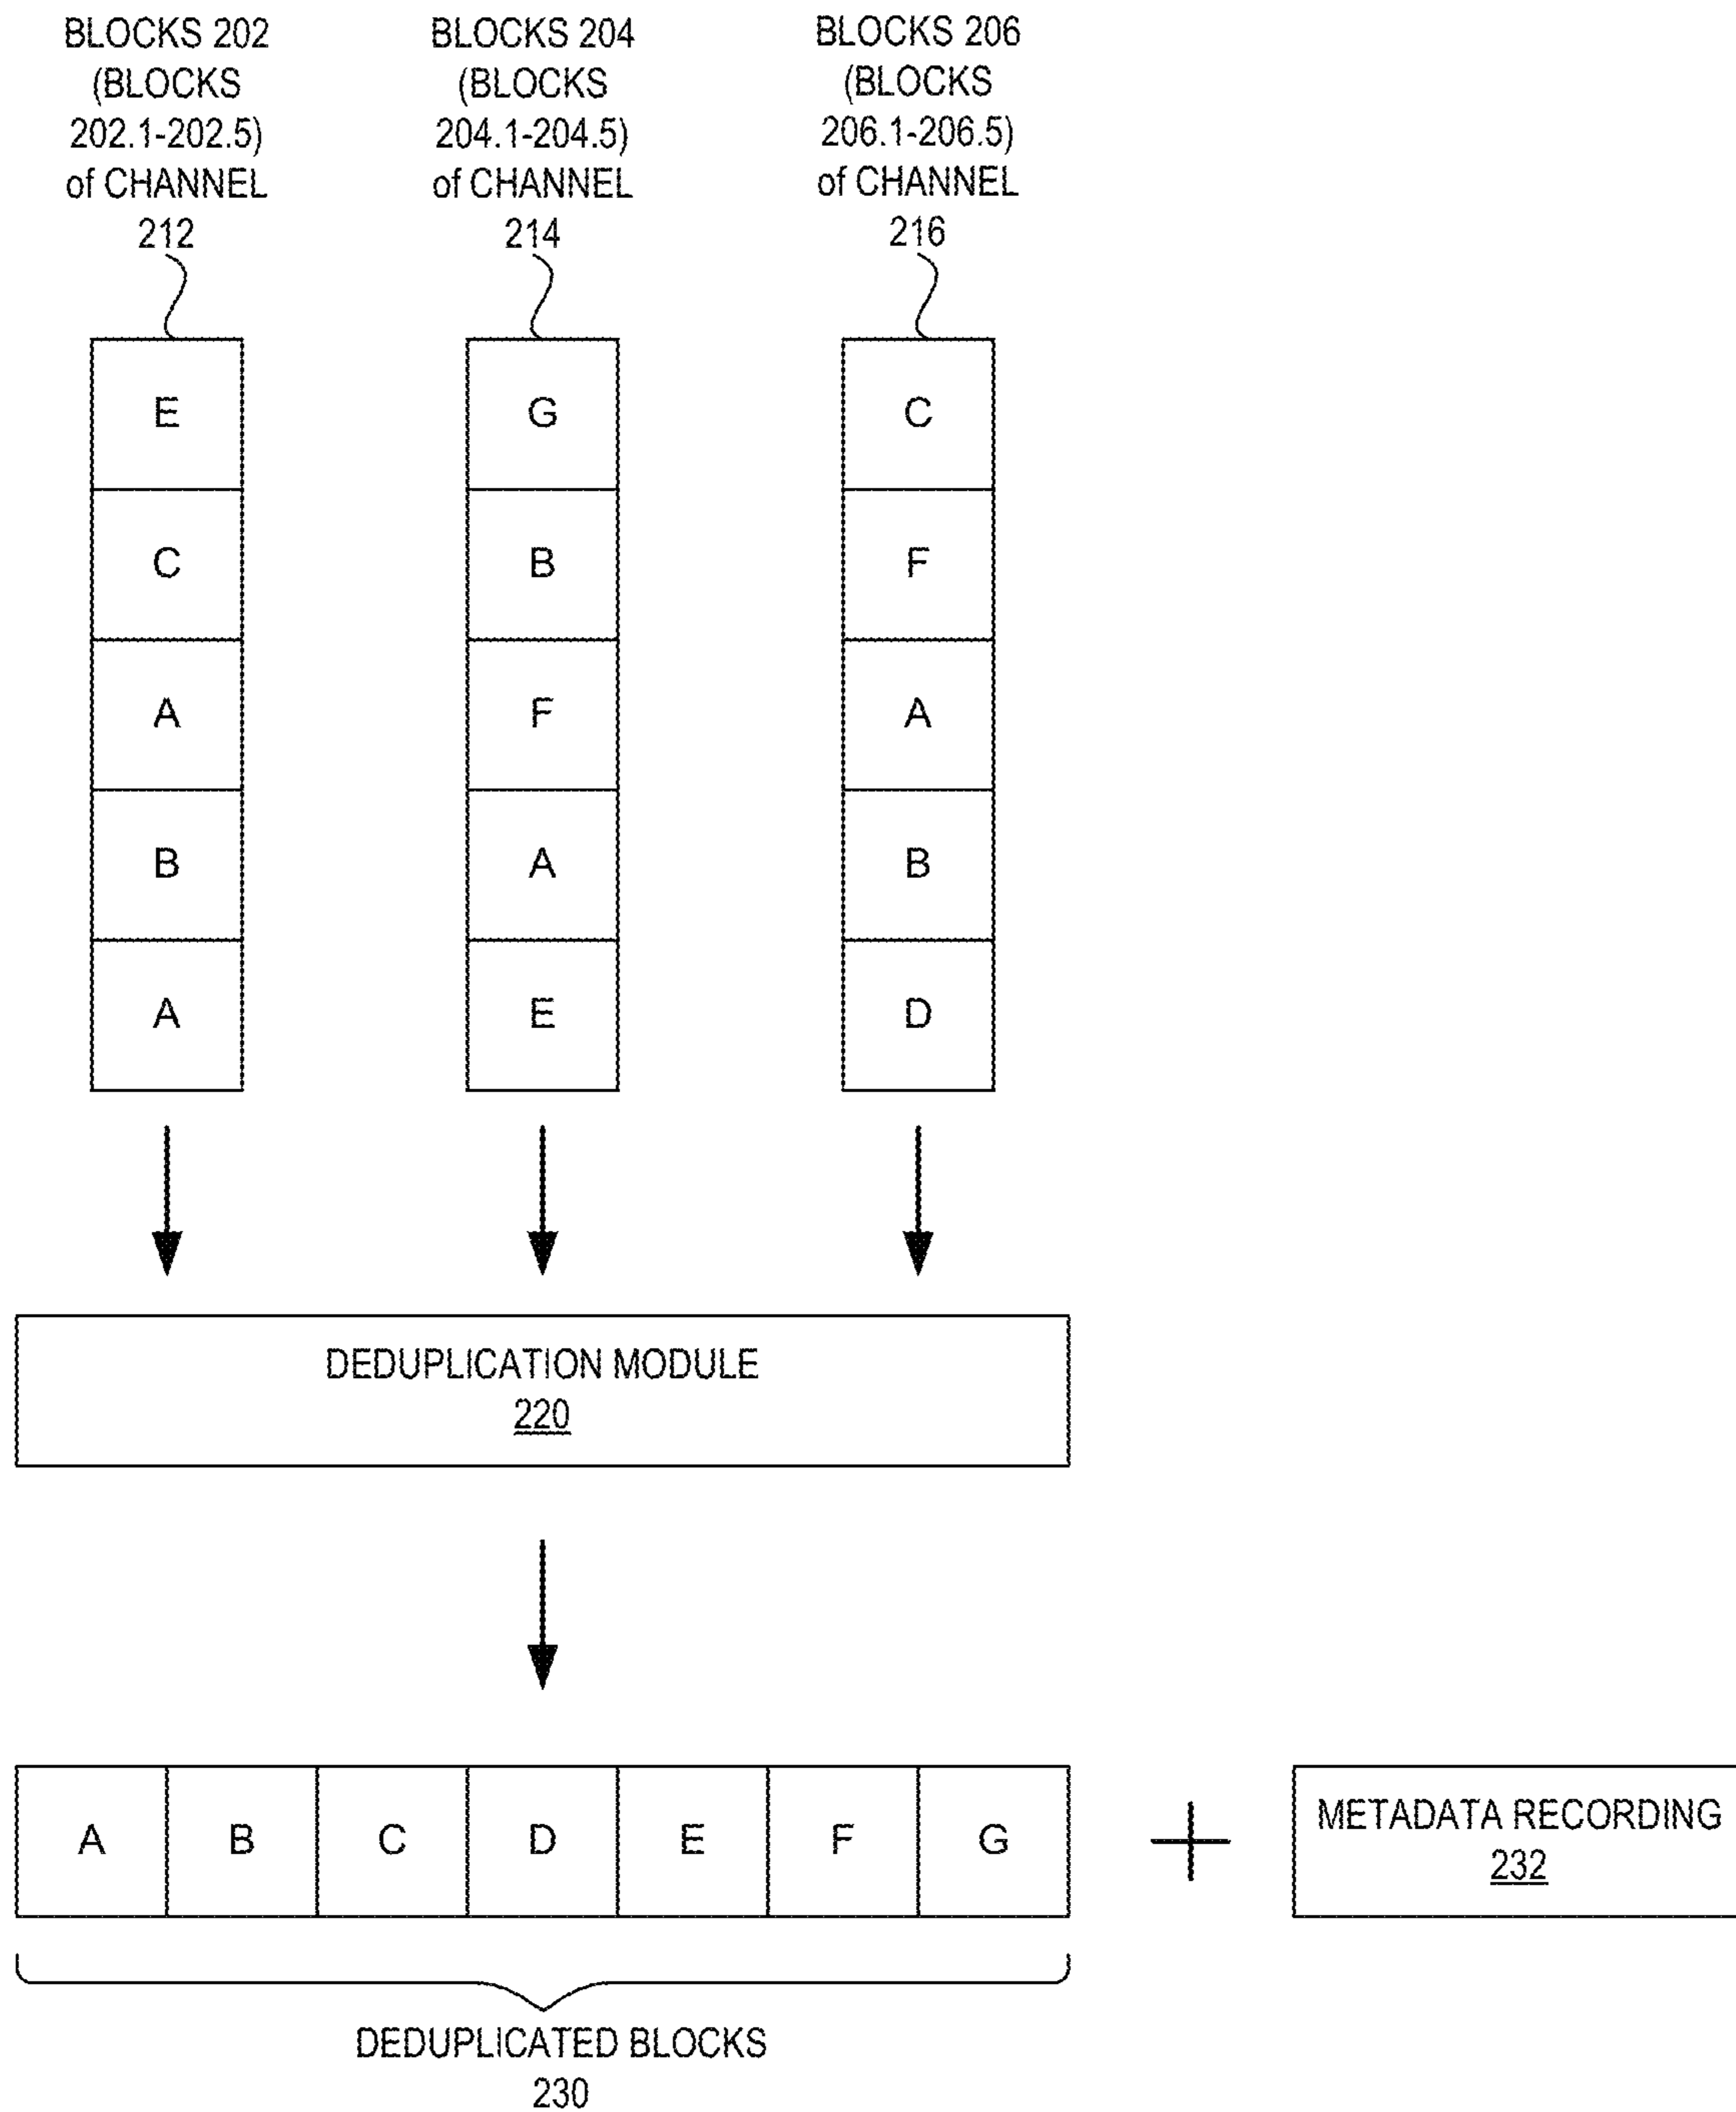 BLOCKS 202
(BLOCKS
202.1-202.5)
of CHANNEL
212
BLOCKS 204
(BLOCKS
204.1-204.5)
of CHANNEL
214
BLOCKS 206
(BLOCKS
206.1-206.5)
of CHANNEL
216
E
C
A
B
A
G
B
F
A
E
C
F
A
B
D
DEDUPLICATION MODULE
220
A B C D E F G
+
METADATA RECORDING
232
DEDUPLICATED BLOCKS
230